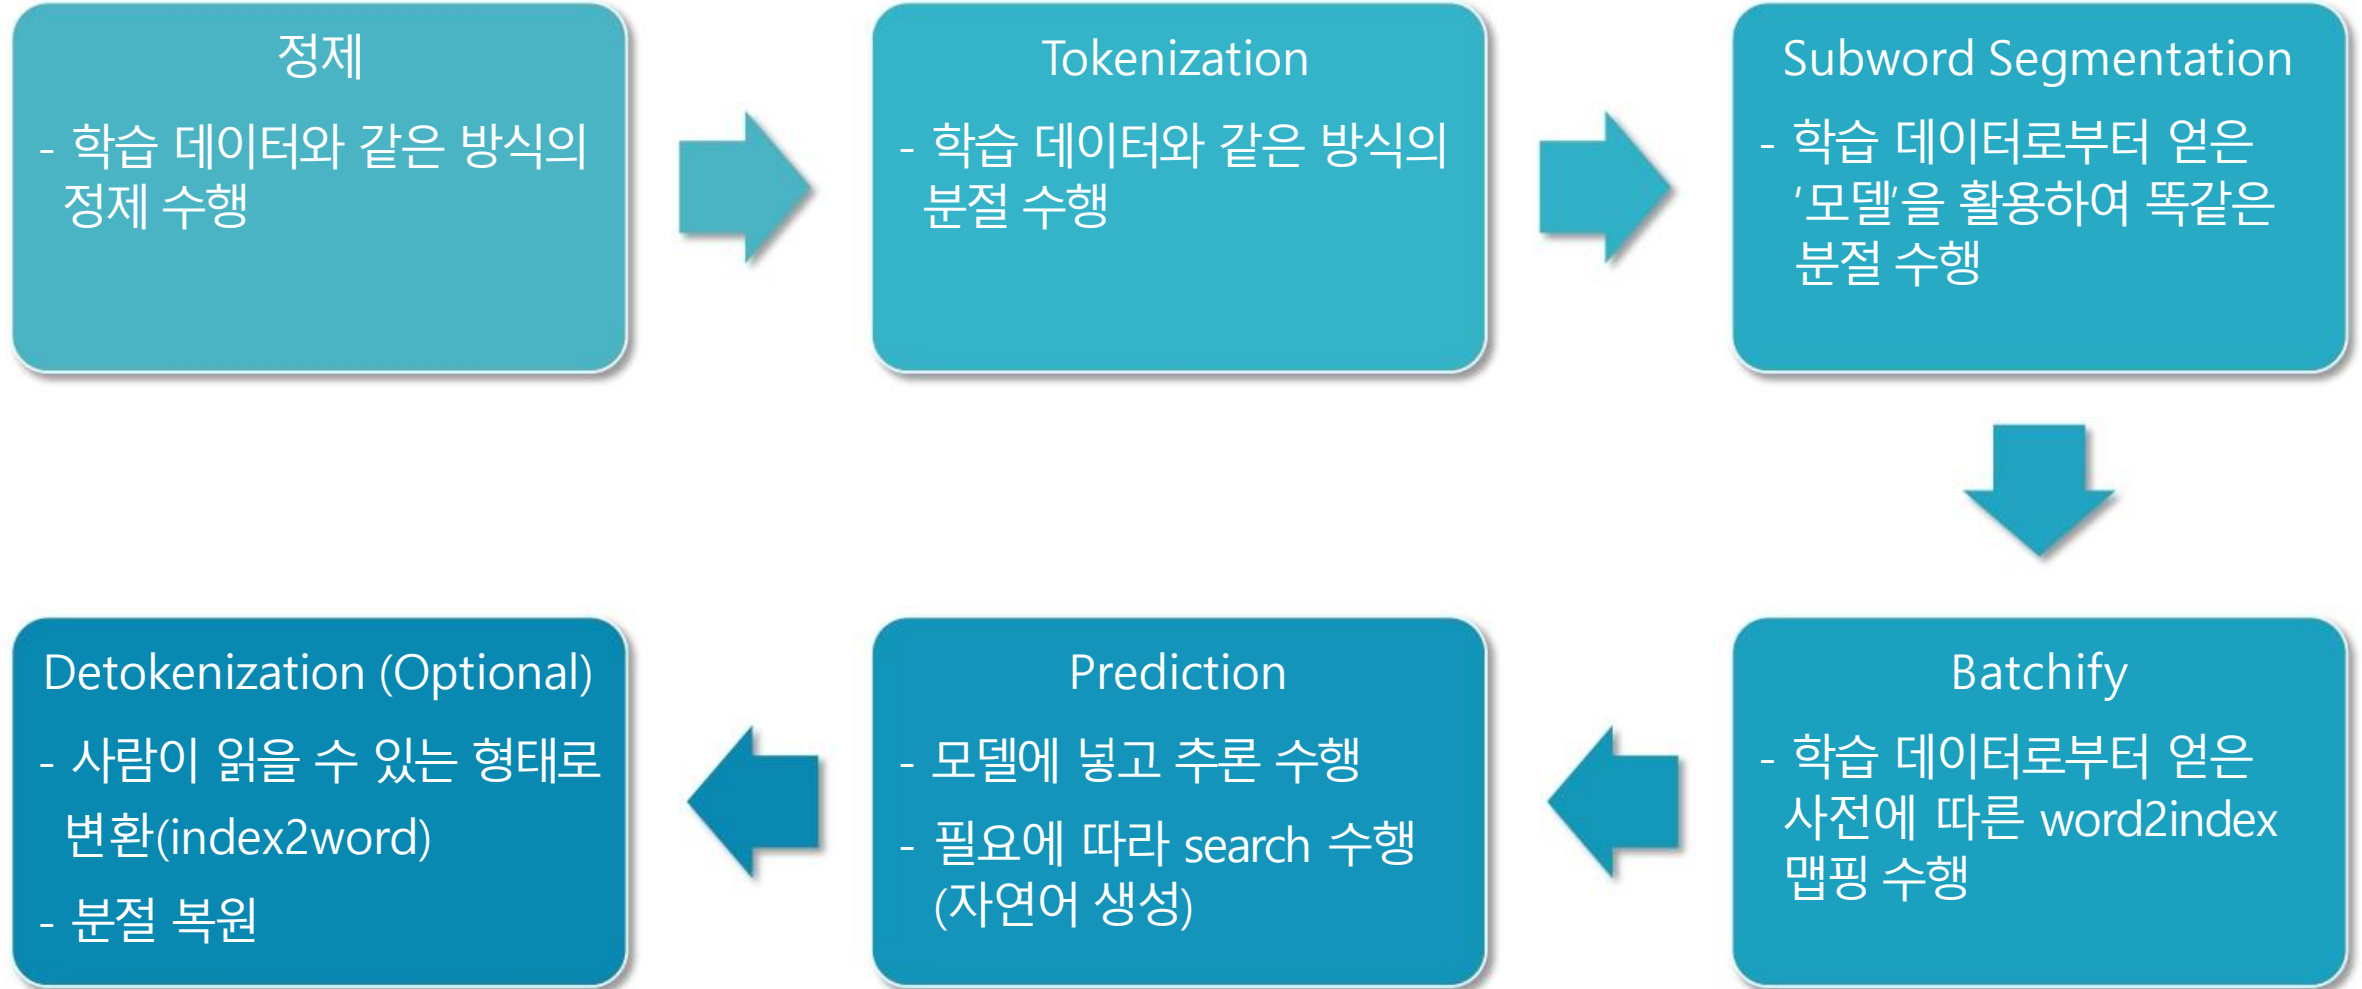 정제
- 학습 데이터와 같은 방식의
정제 수행
Tokenization
- 학습 데이터와 같은 방식의
분절 수행
Subword Segmentation
- 학습 데이터로부터 얻은
‘모델’을 활용하여 똑같은
분절 수행
Batchify
- 학습 데이터로부터 얻은
사전에 따른 word2index
맵핑 수행
Prediction
- 모델에 넣고 추론 수행
- 필요에 따라 search 수행
(자연어 생성)
Detokenization (Optional)
- 사람이 읽을 수 있는 형태로
변환(index2word)
- 분절 복원